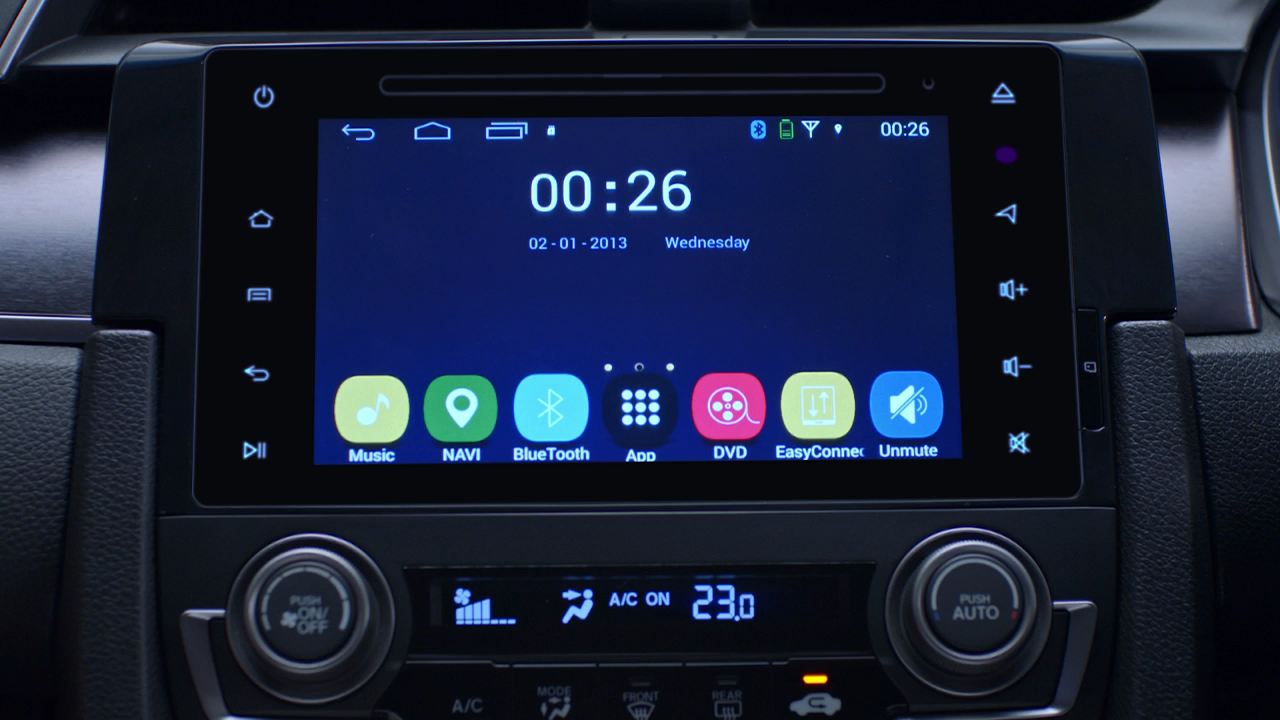 00:26
00:26
02-01-2013 Wednesday
Music NAVI BlueTooth App DVD EasyConnec Unmute
PUSH
ON/
OFF
A/C ON 23.0
PUSH
AUTO
A/C MODE FRONT REAR